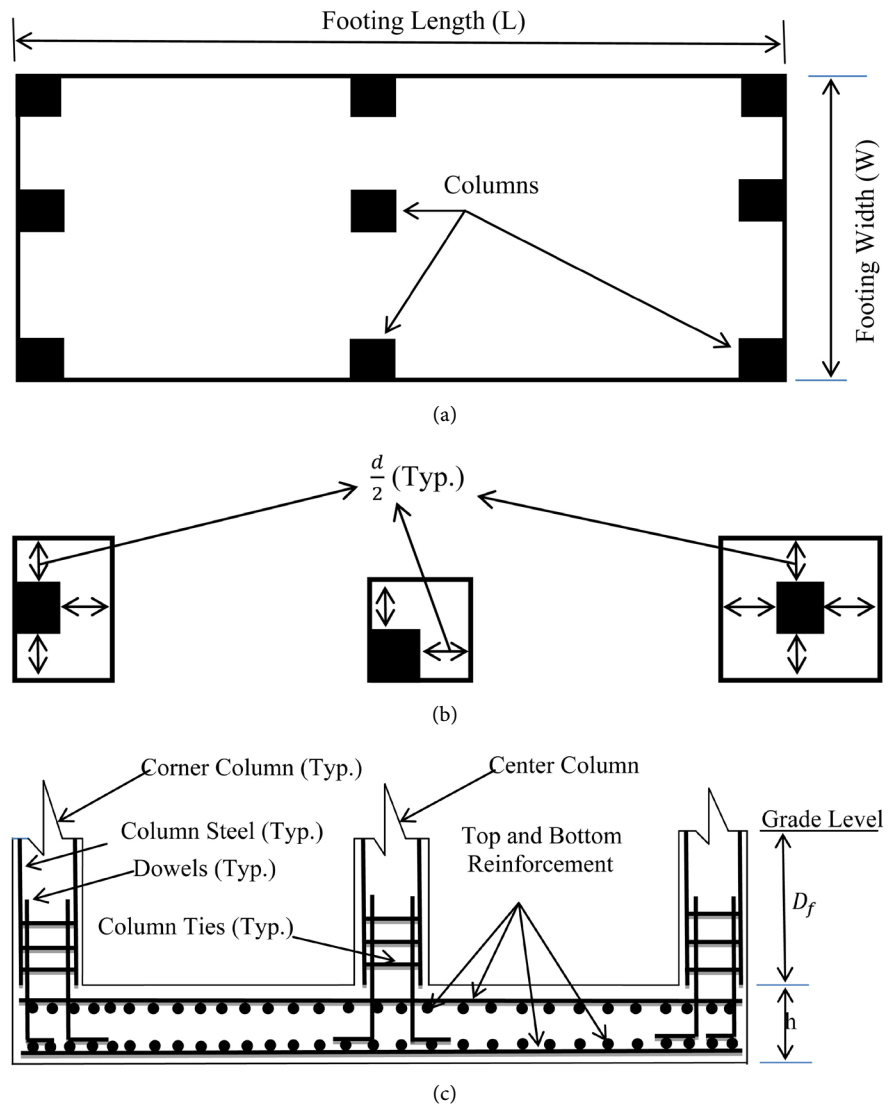 Footing Length (L)
Columns
Footing Width (W)
(a)
d/2 (Typ.)
(b)
Corner Column (Typ.)
Center Column
Grade Level
Column Steel (Typ.)
Top and Bottom
Reinforcement
Dowels (Typ.)
D_f
Column Ties (Typ.)
h
(c)